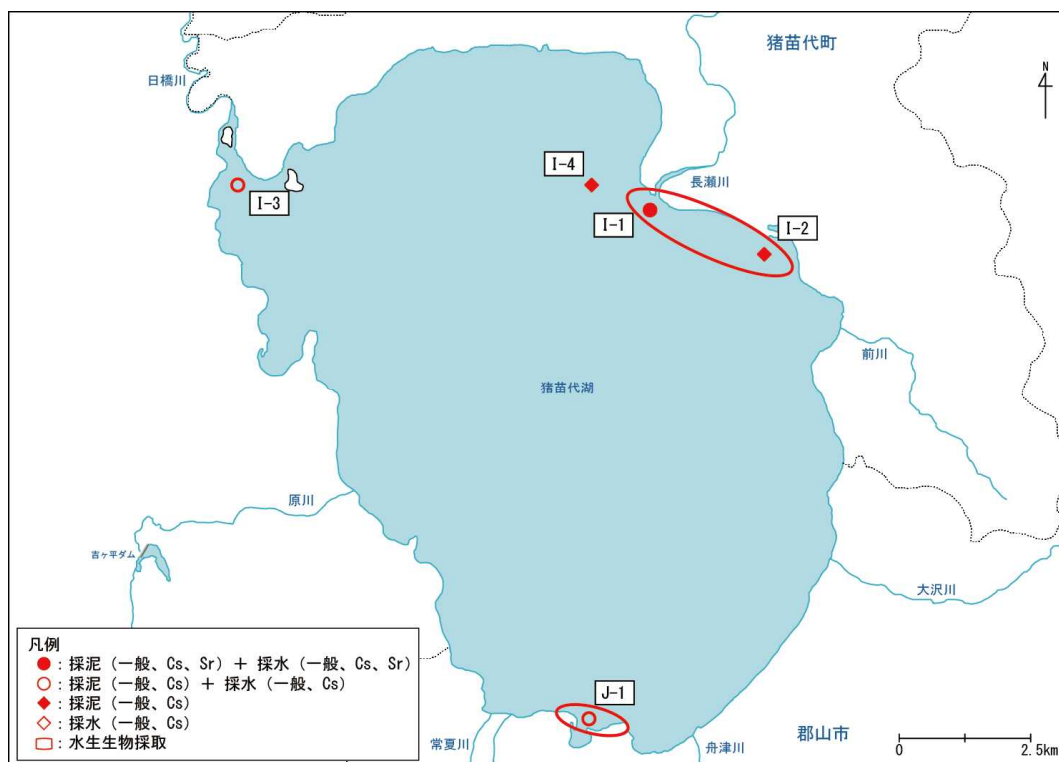 猪苗代町
日橋川
N
I-4
長瀬川
I-3
I-1
I-2
前川
猪苗代湖
原川
吉ヶ平ダム
大沢川
凡例
●：採泥（一般、Cs、Sr）＋ 採水（一般、Cs、Sr）
○：採泥（一般、Cs）＋ 採水（一般、Cs）
◆：採泥（一般、Cs）
◇：採水（一般、Cs）
：水生生物採取
J-1
常夏川
舟津川
郡山市
0
2.5km